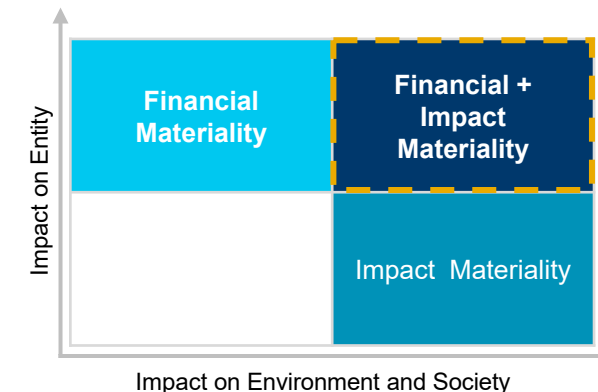 Impact on Entity
Financial
Materiality
Financial +
Impact
Materiality
Impact Materiality
Impact on Environment and Society